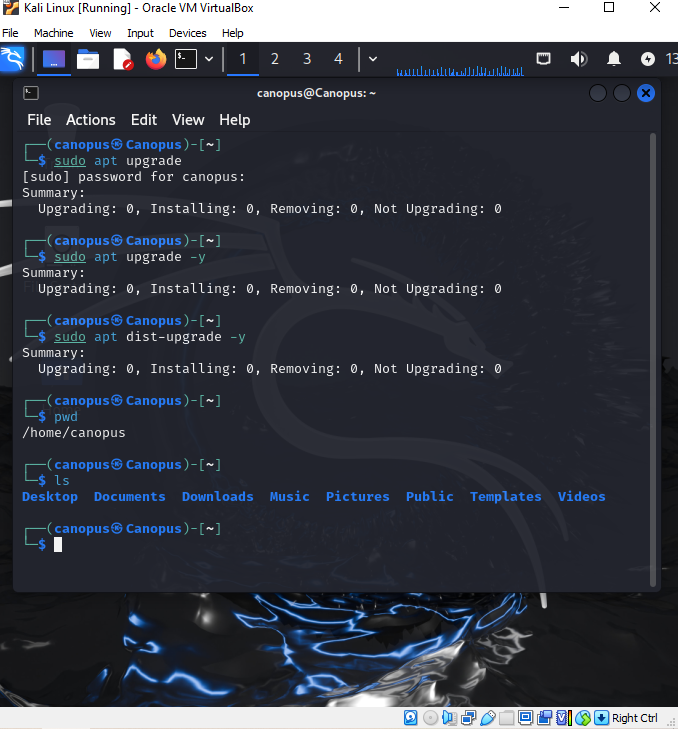 Kali Linux [Running] - Oracle VM VirtualBox
File Machine View Input Devices Help
1 2 3 4 13
canopus@Canopus: ~
File Actions Edit View Help
┌──(canopus㉿Canopus)-[~]
└─$ sudo apt upgrade
[sudo] password for canopus:
Summary:
  Upgrading: 0, Installing: 0, Removing: 0, Not Upgrading: 0
┌──(canopus㉿Canopus)-[~]
└─$ sudo apt upgrade -y
Summary:
  Upgrading: 0, Installing: 0, Removing: 0, Not Upgrading: 0
┌──(canopus㉿Canopus)-[~]
└─$ sudo apt dist-upgrade -y
Summary:
  Upgrading: 0, Installing: 0, Removing: 0, Not Upgrading: 0
┌──(canopus㉿Canopus)-[~]
└─$ pwd
/home/canopus
┌──(canopus㉿Canopus)-[~]
└─$ ls
Desktop Documents Downloads Music Pictures Public Templates Videos
┌──(canopus㉿Canopus)-[~]
└─$
Right Ctrl